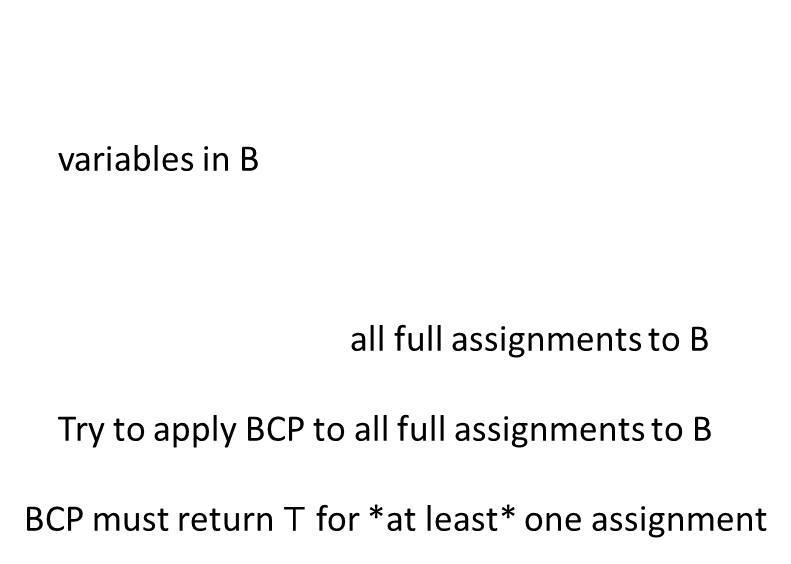 variables in B
all full assignments to B
Try to apply BCP to all full assignments to B
BCP must return ⊤ for *at least* one assignment